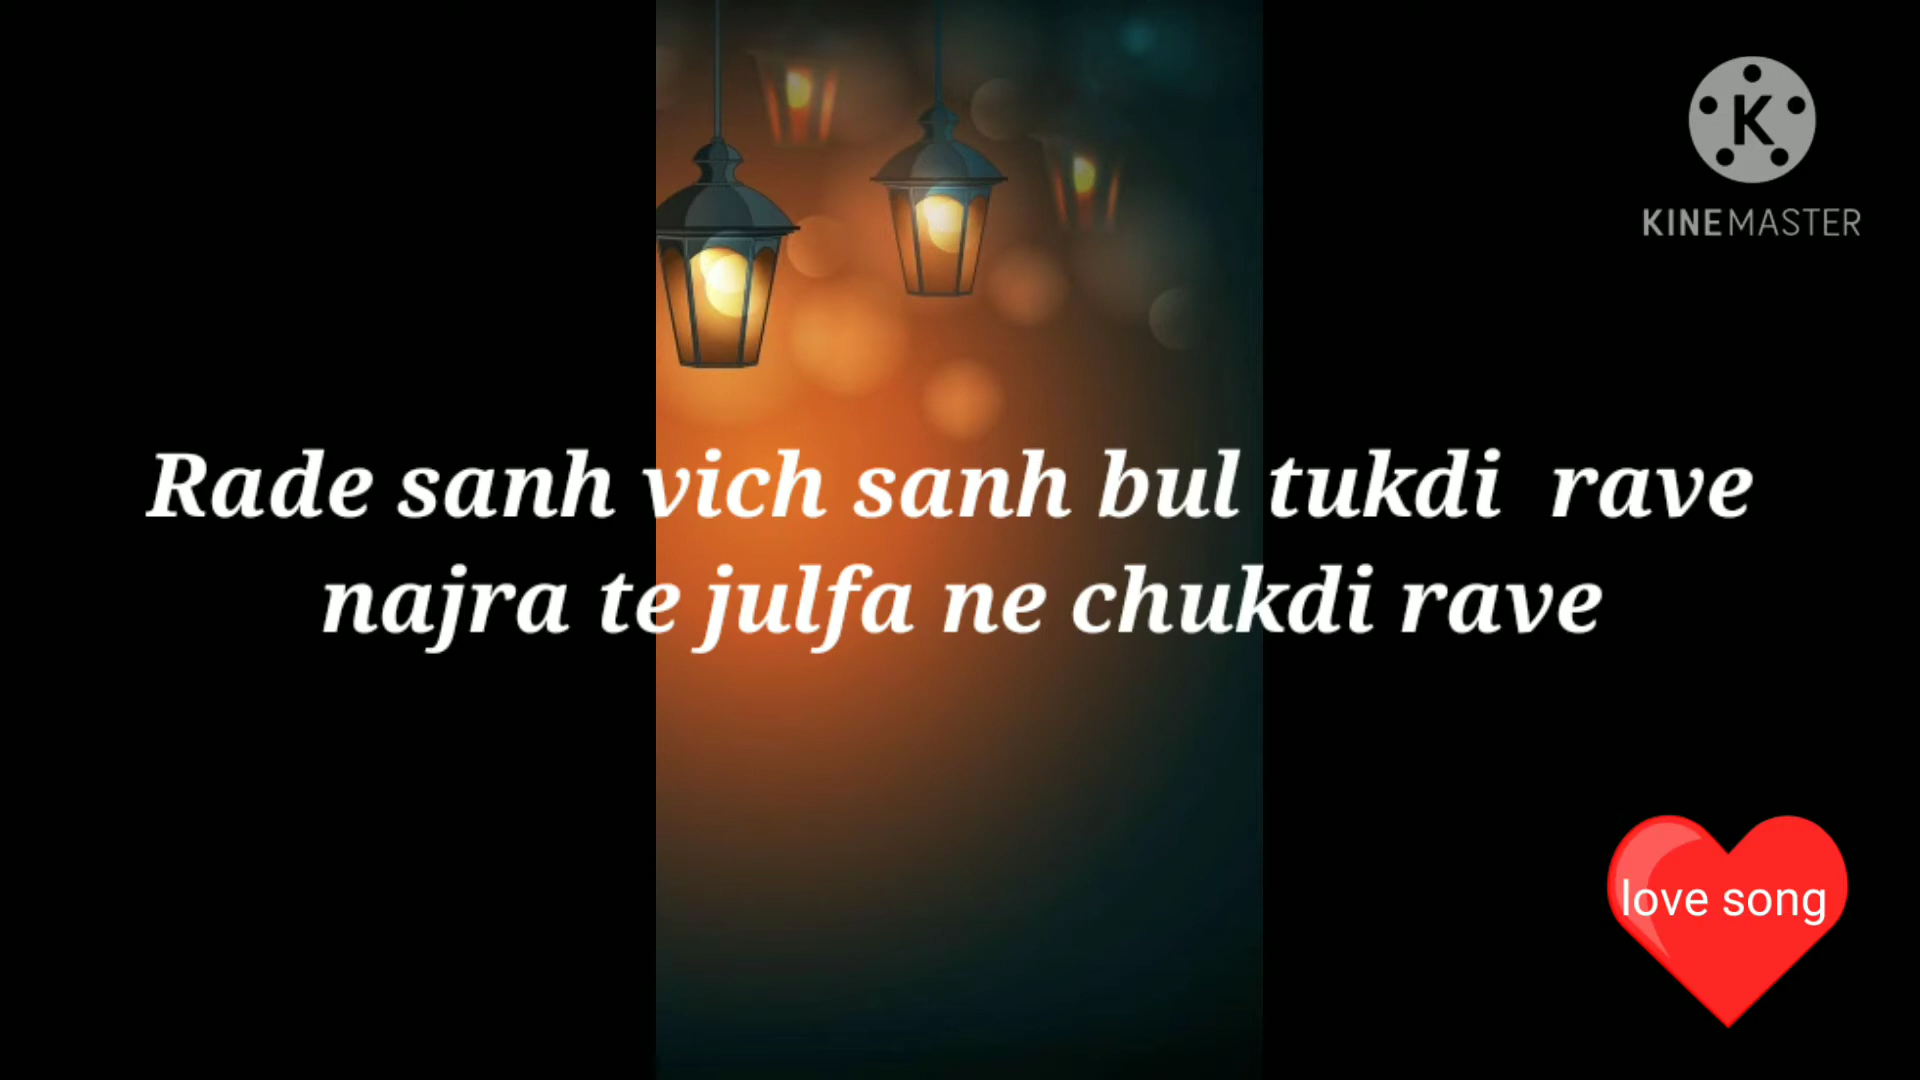 K
KINEMASTER
Rade sanh vich sanh bul tukdi rave
najra te julfa ne chukdi rave
love song